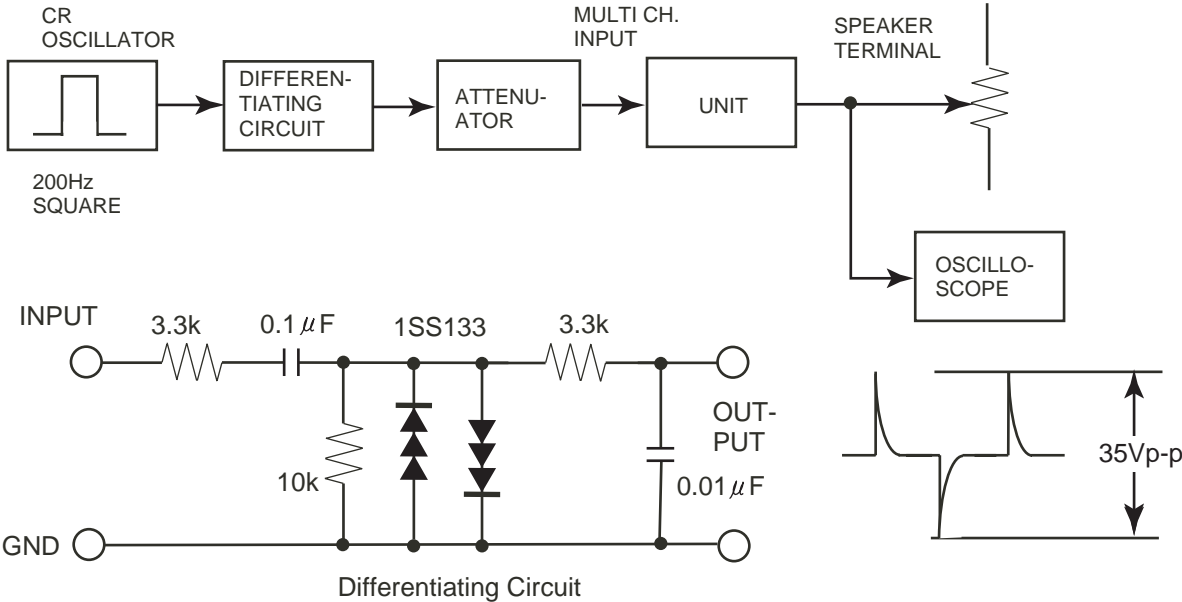 CR
OSCILLATOR
MULTI CH.
INPUT
SPEAKER
TERMINAL
DIFFEREN-
TIATING
CIRCUIT
ATTENU-
ATOR
UNIT
200Hz
SQUARE
OSCILLO-
SCOPE
INPUT
3.3k
0.1μF
1SS133
3.3k
OUT-
PUT
10k
0.01μF
35Vp-p
GND
Differentiating Circuit